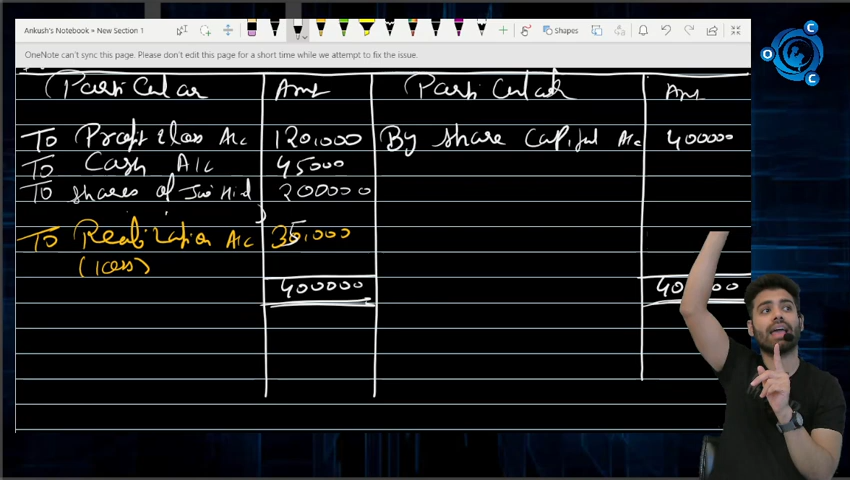 Ankush's Notebook » New Section 1
Shapes
OneNote can't sync this page. Please don't edit this page for a short time while we attempt to fix the issue.
Particular Amt Particular Amt
To Profit & loss A/c 120,000 By Share Capital A/c 400000
To Cash A/c 45000
To Shares of 200000
To Realization A/c 35,000
(loss)
400000
O C C